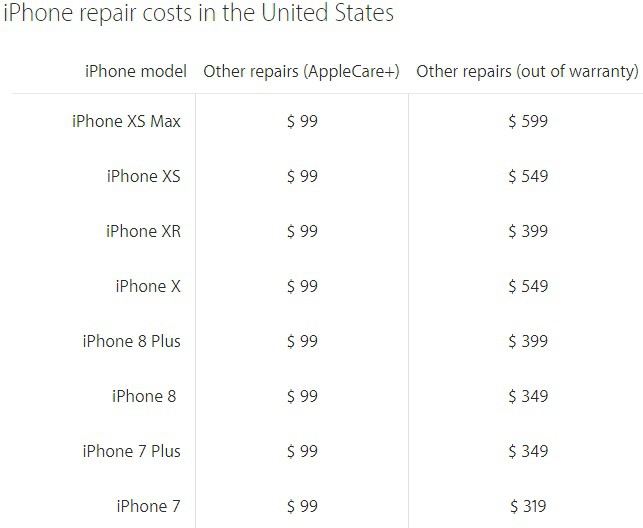 iPhone repair costs in the United States
iPhone model Other repairs (AppleCare+) Other repairs (out of warranty)
iPhone XS Max $ 99 $ 599
iPhone XS $ 99 $ 549
iPhone XR $ 99 $ 399
iPhone X $ 99 $ 549
iPhone 8 Plus $ 99 $ 399
iPhone 8 $ 99 $ 349
iPhone 7 Plus $ 99 $ 349
iPhone 7 $ 99 $ 319